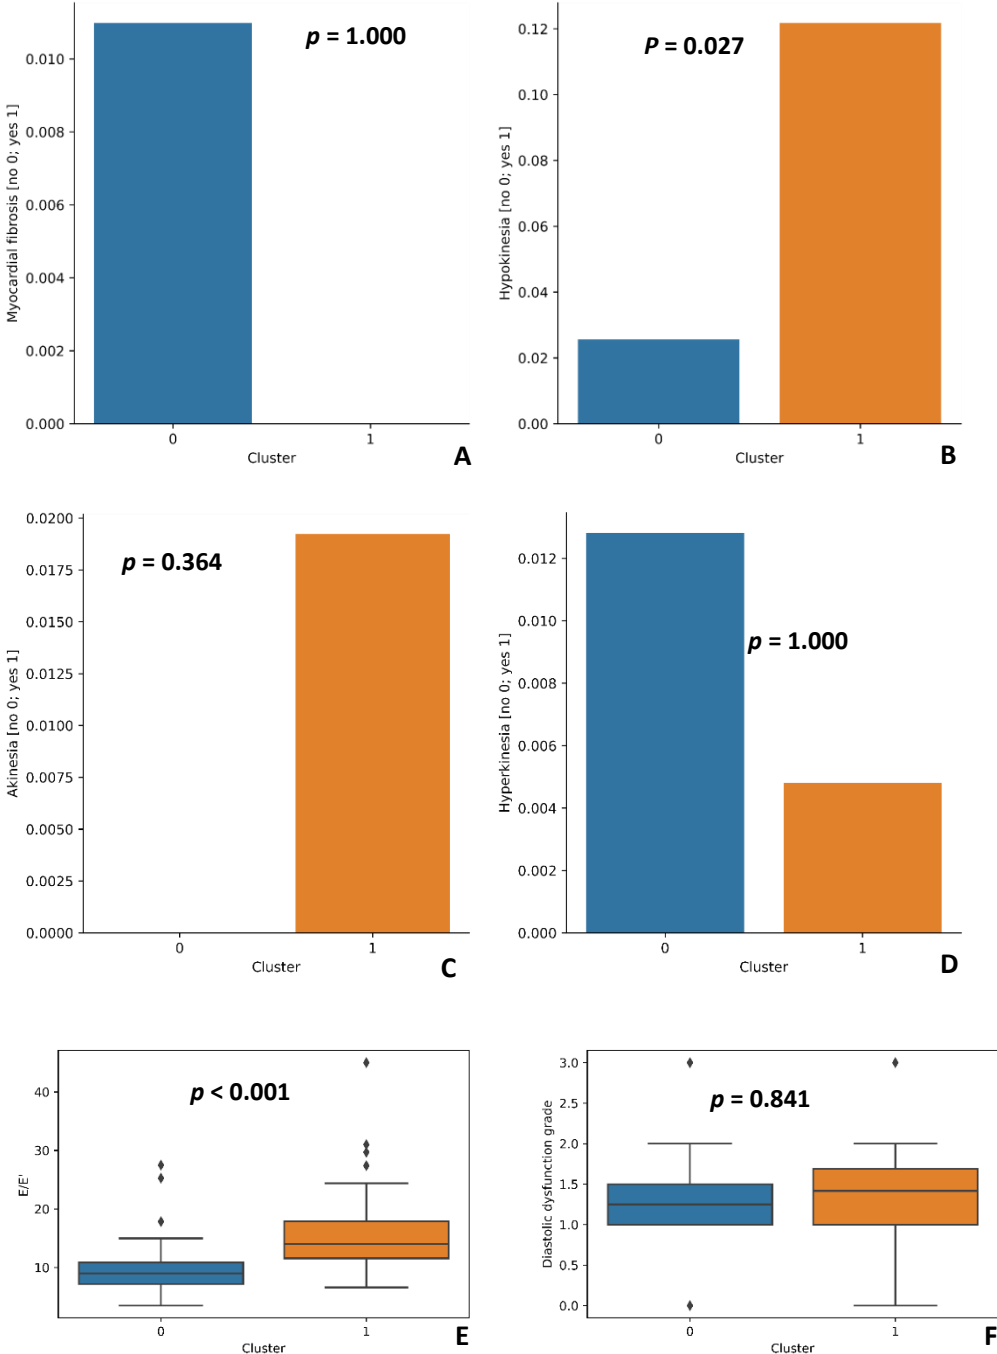 p = 1.000
Myocardial fibrosis [no 0; yes 1]
0.010
0.008
0.006
0.004
0.002
0.000
0 1
Cluster
A
P = 0.027
Hypokinesia [no 0; yes 1]
0.12
0.10
0.08
0.06
0.04
0.02
0.00
0 1
Cluster
B
p = 0.364
Akinesia [no 0; yes 1]
0.0200
0.0175
0.0150
0.0125
0.0100
0.0075
0.0050
0.0025
0.0000
0 1
Cluster
C
p = 1.000
Hyperkinesia [no 0; yes 1]
0.012
0.010
0.008
0.006
0.004
0.002
0.000
0 1
Cluster
D
p < 0.001
E/E'
40
30
20
10
0 1
Cluster
E
p = 0.841
Diastolic dysfunction grade
3.0
2.5
2.0
1.5
1.0
0.5
0.0
0 1
Cluster
F